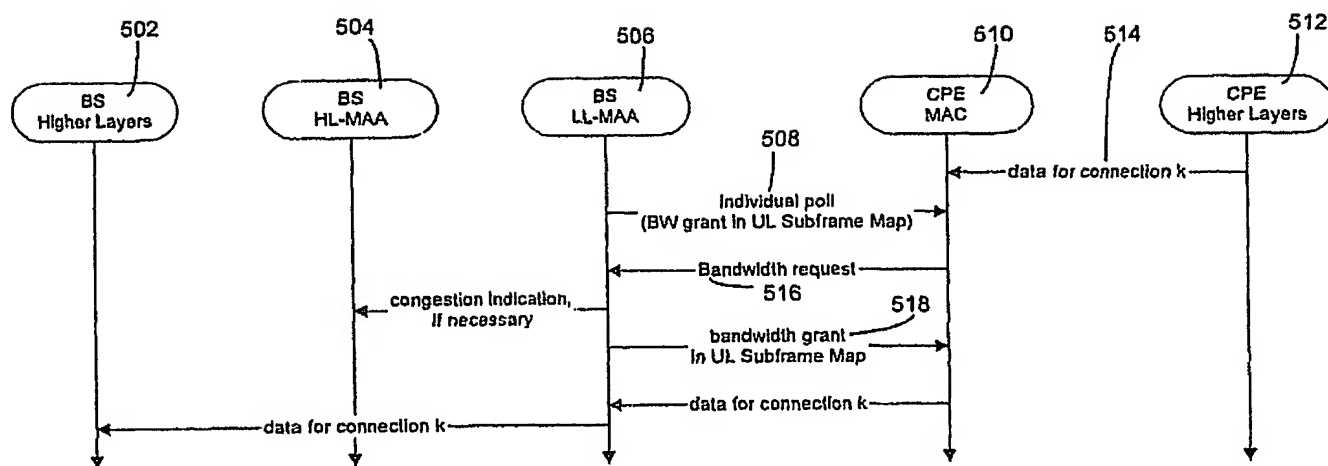 502
504
506
510
514
512
BS
Higher Layers
BS
HL-MAA
BS
LL-MAA
CPE
MAC
CPE
Higher Layers
508
data for connection k
Individual poll
(BW grant in UL Subframe Map)
Bandwidth request
516
congestion indication,
if necessary
518
bandwidth grant
in UL Subframe Map
data for connection k
data for connection k